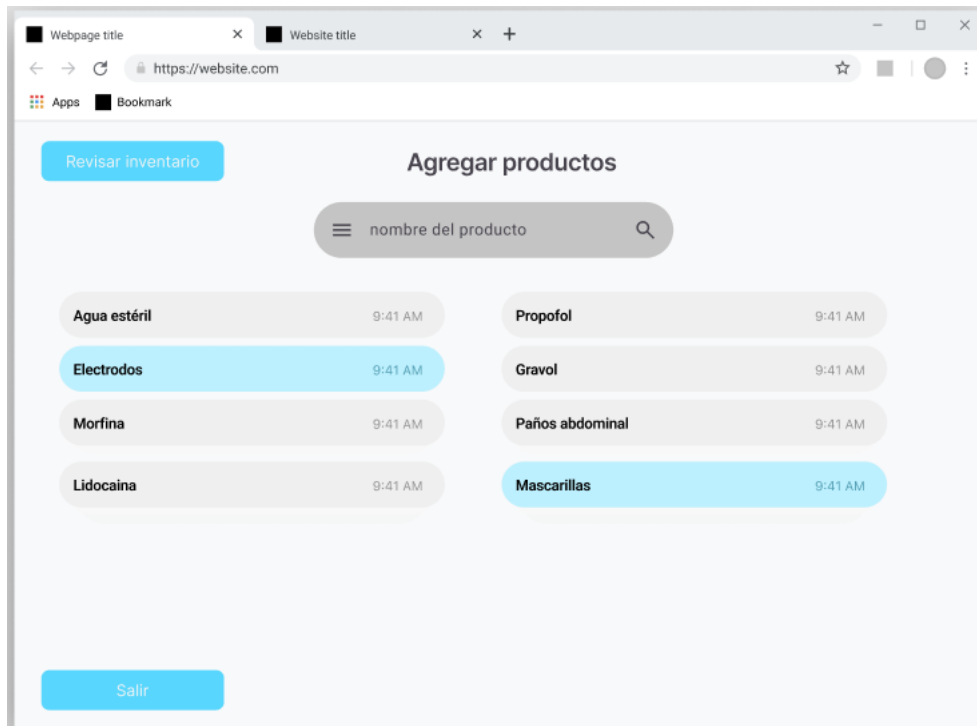 Webpage title
Website title
https://website.com
Apps
Bookmark
Revisar inventario
Agregar productos
nombre del producto
Agua estéril 9:41 AM
Propofol 9:41 AM
Electrodos 9:41 AM
Gravol 9:41 AM
Morfina 9:41 AM
Paños abdominal 9:41 AM
Lidocaina 9:41 AM
Mascarillas 9:41 AM
Salir